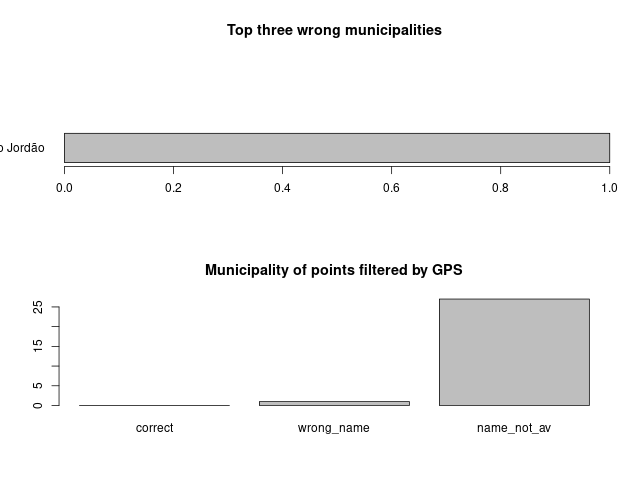 Top three wrong municipalities
o Jordão
0.0 0.2 0.4 0.6 0.8 1.0
Municipality of points filtered by GPS
25
15
5
0
correct wrong_name name_not_av